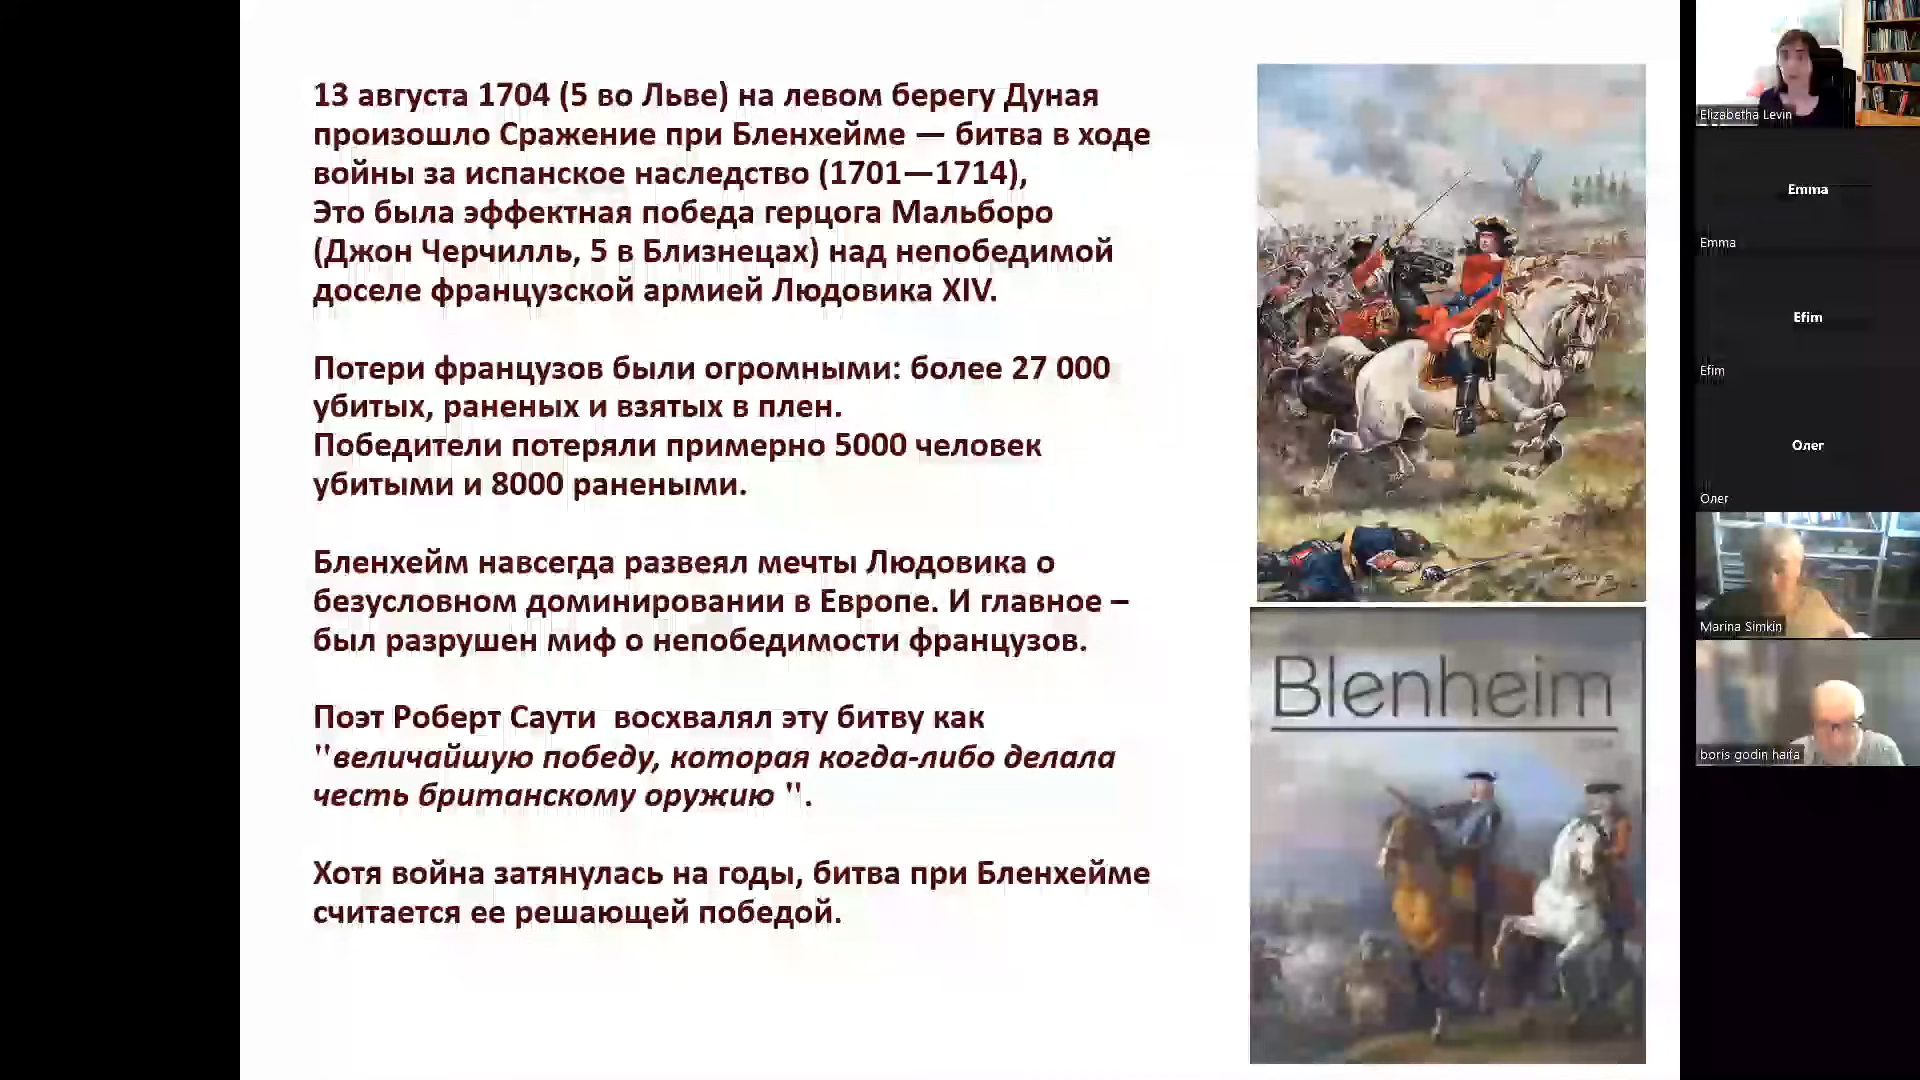 13 августа 1704 (5 во Льве) на левом берегу Дуная
произошло Сражение при Бленхейме — битва в ходе
войны за испанское наследство (1701—1714),
Это была эффектная победа герцога Мальборо
(Джон Черчилль, 5 в Близнецах) над непобедимой
доселе французской армией Людовика XIV.
Потери французов были огромными: более 27 000
убитых, раненых и взятых в плен.
Победители потеряли примерно 5000 человек
убитыми и 8000 ранеными.
Бленхейм навсегда развеял мечты Людовика о
безусловном доминировании в Европе. И главное –
был разрушен миф о непобедимости французов.
Поэт Роберт Саути восхвалял эту битву как
"величайшую победу, которая когда-либо делала
честь британскому оружию ".
Хотя война затянулась на годы, битва при Бленхейме
считается ее решающей победой.
Blenheim
Elizabetha Levin
Emma
Emma
Efim
Efim
Олег
Олег
Marina Simkin
boris godin haifa